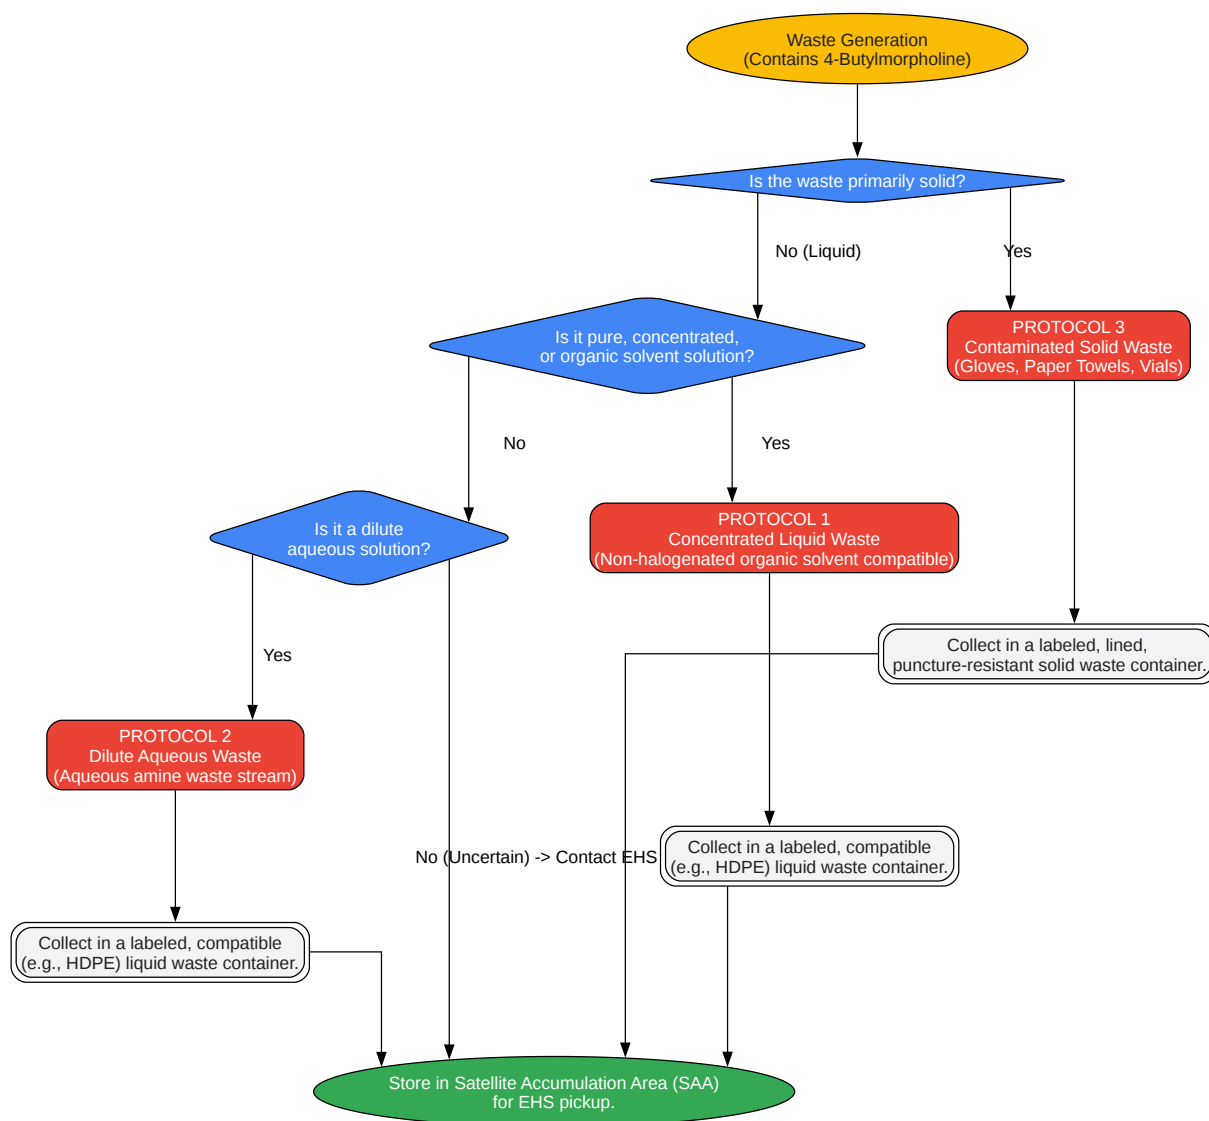 Waste Generation
(Contains 4-Butylmorpholine)
Is the waste primarily solid?
No (Liquid)
Yes
Is it pure, concentrated,
or organic solvent solution?
PROTOCOL 3
Contaminated Solid Waste
(Gloves, Paper Towels, Vials)
No
Yes
Is it a dilute
aqueous solution?
PROTOCOL 1
Concentrated Liquid Waste
(Non-halogenated organic solvent compatible)
Yes
Collect in a labeled, lined,
puncture-resistant solid waste container.
PROTOCOL 2
Dilute Aqueous Waste
(Aqueous amine waste stream)
No (Uncertain) -> Contact EHS
Collect in a labeled, compatible
(e.g., HDPE) liquid waste container.
Collect in a labeled, compatible
(e.g., HDPE) liquid waste container.
Store in Satellite Accumulation Area (SAA)
for EHS pickup.